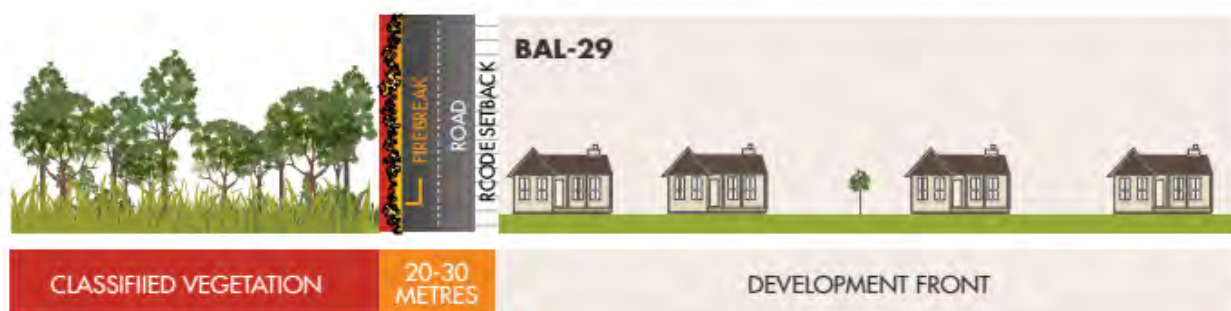 BAL-29
FIREBREAK
ROAD
RCODE SETBACK
CLASSIFIIED VEGETATION
20-30
METRES
DEVELOPMENT FRONT